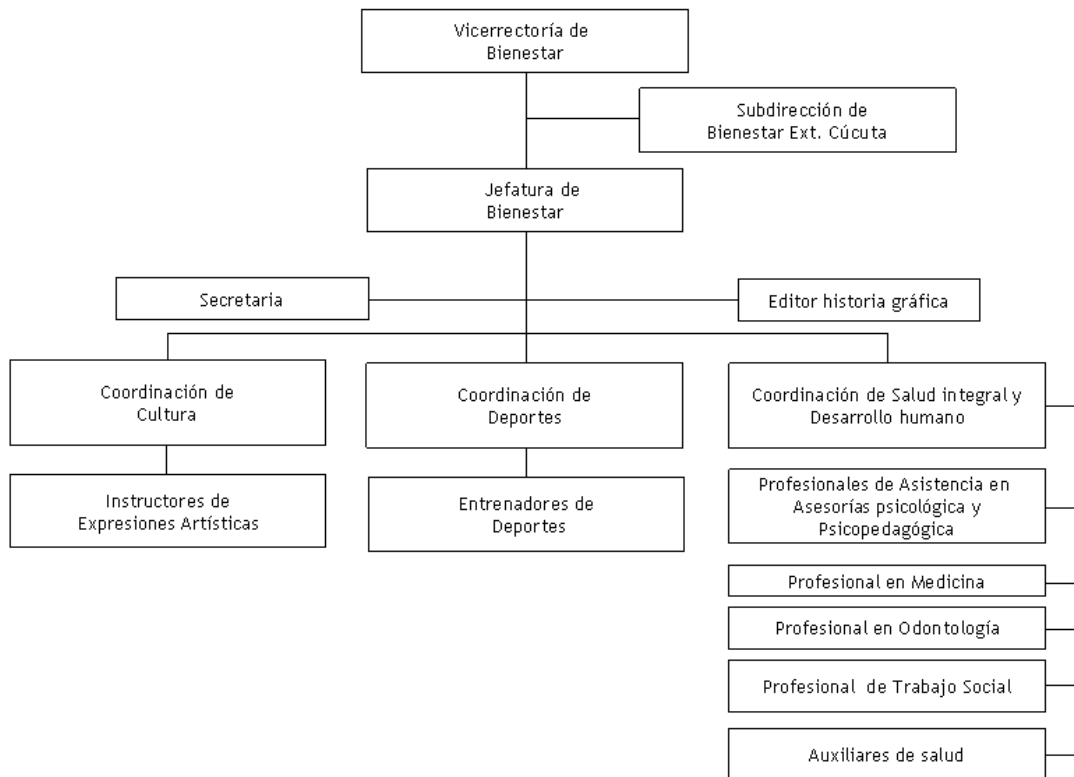 Vicerrectoría de
Bienestar
Subdirección de
Bienestar Ext. Cúcuta
Jefatura de
Bienestar
Secretaria
Editor historia gráfica
Coordinación de
Cultura
Coordinación de
Deportes
Coordinación de Salud integral y
Desarrollo humano
Instructores de
Expresiones Artísticas
Entrenadores de
Deportes
Profesionales de Asistencia en
Asesorías psicológica y
Psicopedagógica
Profesional en Medicina
Profesional en Odontología
Profesional de Trabajo Social
Auxiliares de salud